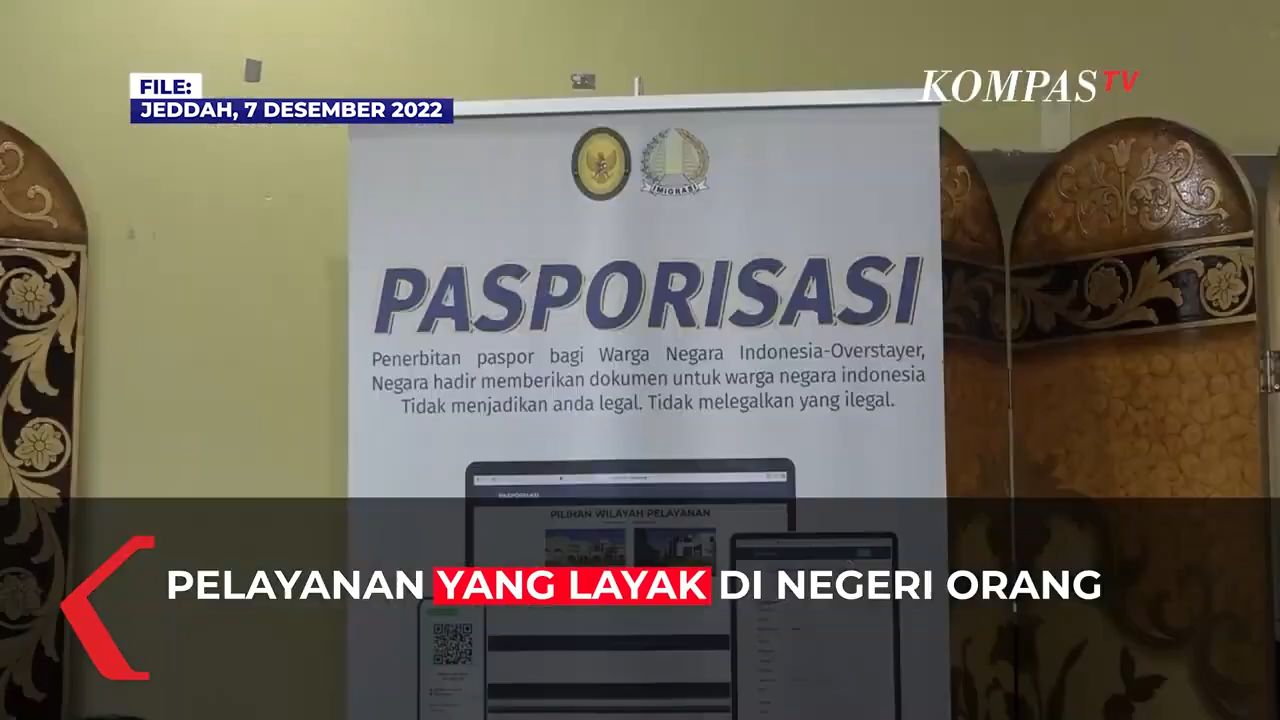 FILE:
JEDDAH, 7 DESEMBER 2022
KOMPAS TV
IMIGRASI
PASPORISASI
Penerbitan paspor bagi Warga Negara Indonesia-Overstayer,
Negara hadir memberikan dokumen untuk warga negara indonesia
Tidak menjadikan anda legal. Tidak melegalkan yang ilegal.
PASPORISASI
PILIHAN WILAYAH PELAYANAN
PELAYANAN YANG LAYAK DI NEGERI ORANG